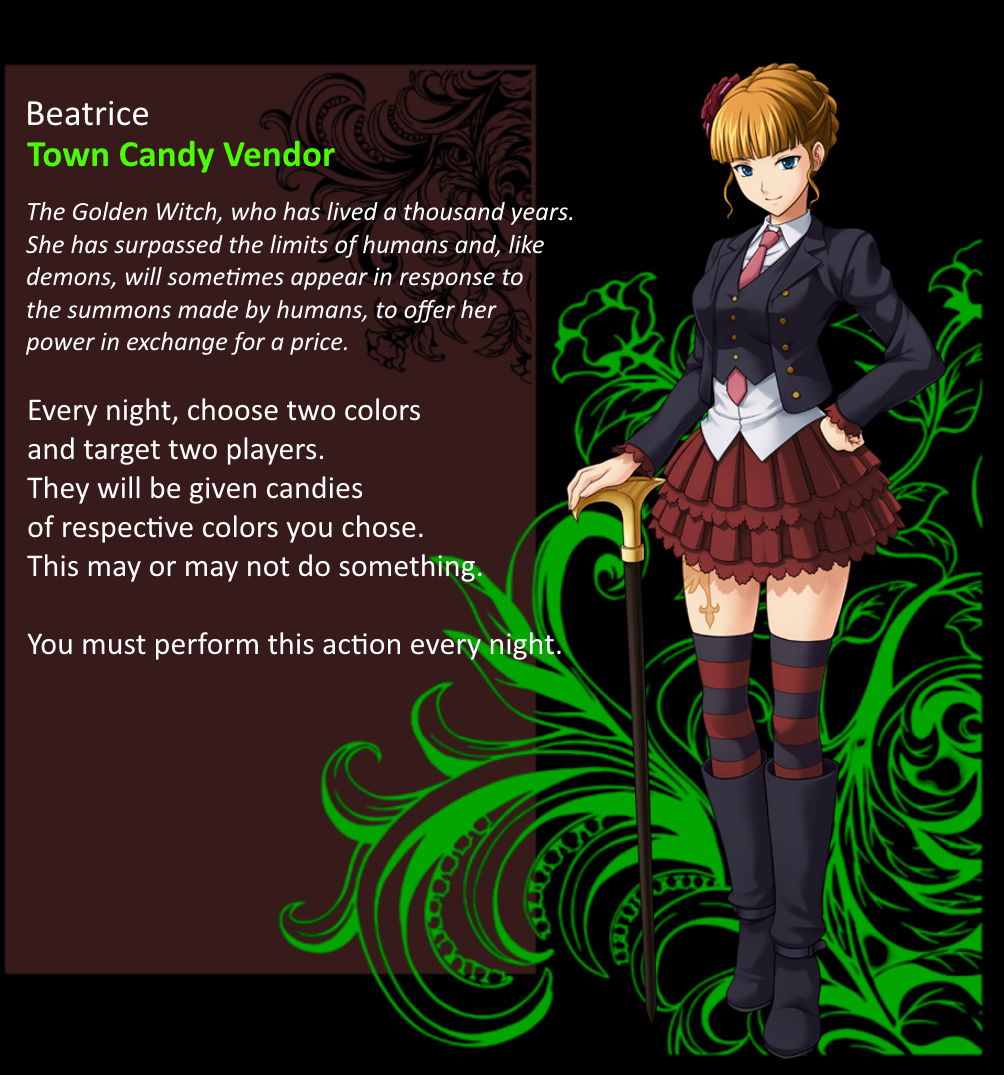 Beatrice
Town Candy Vendor
The Golden Witch, who has lived a thousand years.
She has surpassed the limits of humans and, like
demons, will sometimes appear in response to
the summons made by humans, to offer her
power in exchange for a price.
Every night, choose two colors
and target two players.
They will be given candies
of respective colors you chose.
This may or may not do something.
You must perform this action every night.